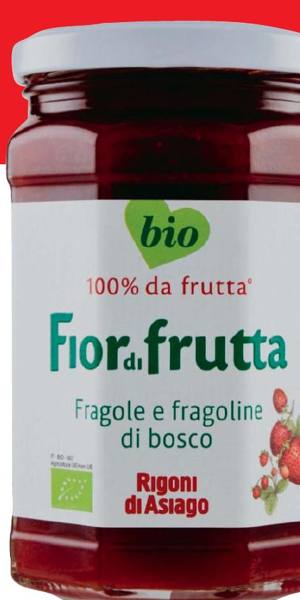 bio
100% da frutta°
Fior di frutta
Fragole e fragoline
di bosco
Rigoni
di Asiago